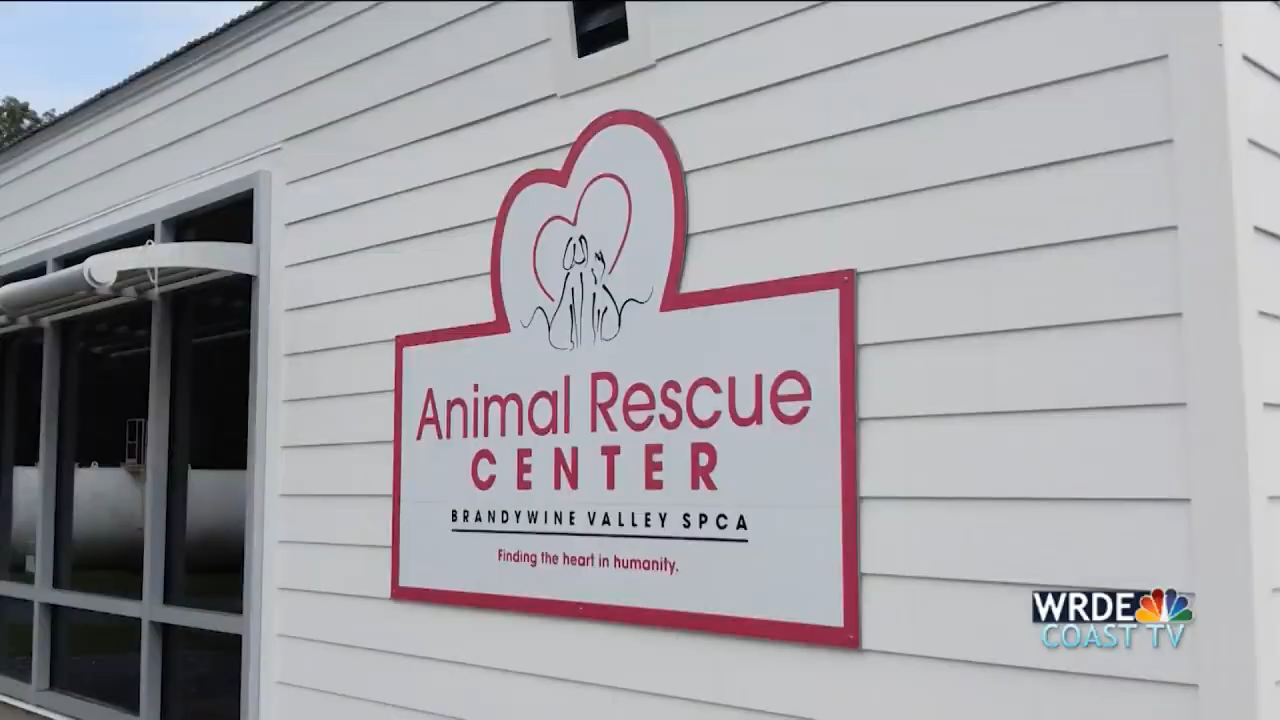 Animal Rescue
CENTER
BRANDYWINE VALLEY SPCA
Finding the heart in humanity.
WRDE
COAST TV